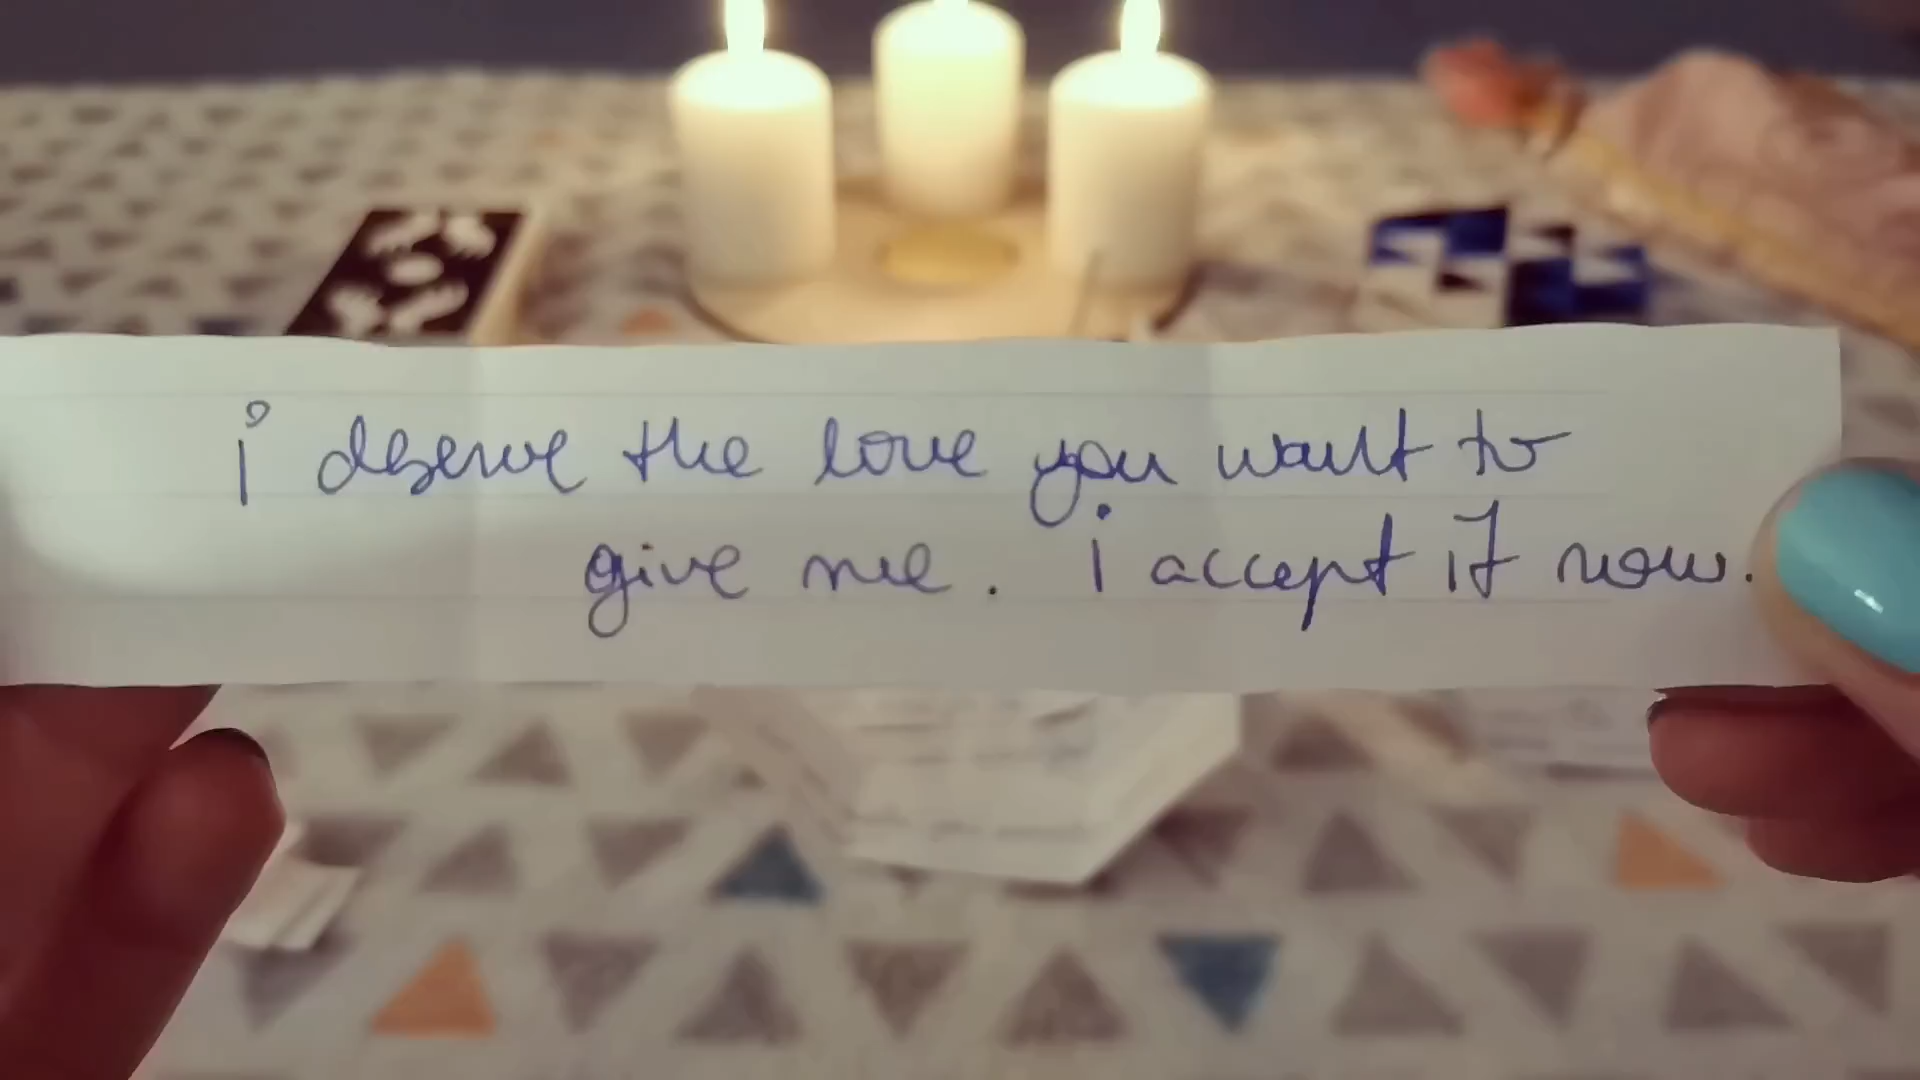 i deserve the love you want to
give me. i accept it now.